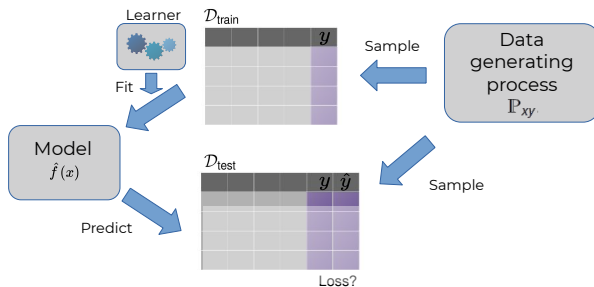 Learner
𝒟train
y
Sample
Data
generating
process
ℙxy
Fit
Model
f̂(x)
𝒟test
y ŷ
Sample
Predict
Loss?